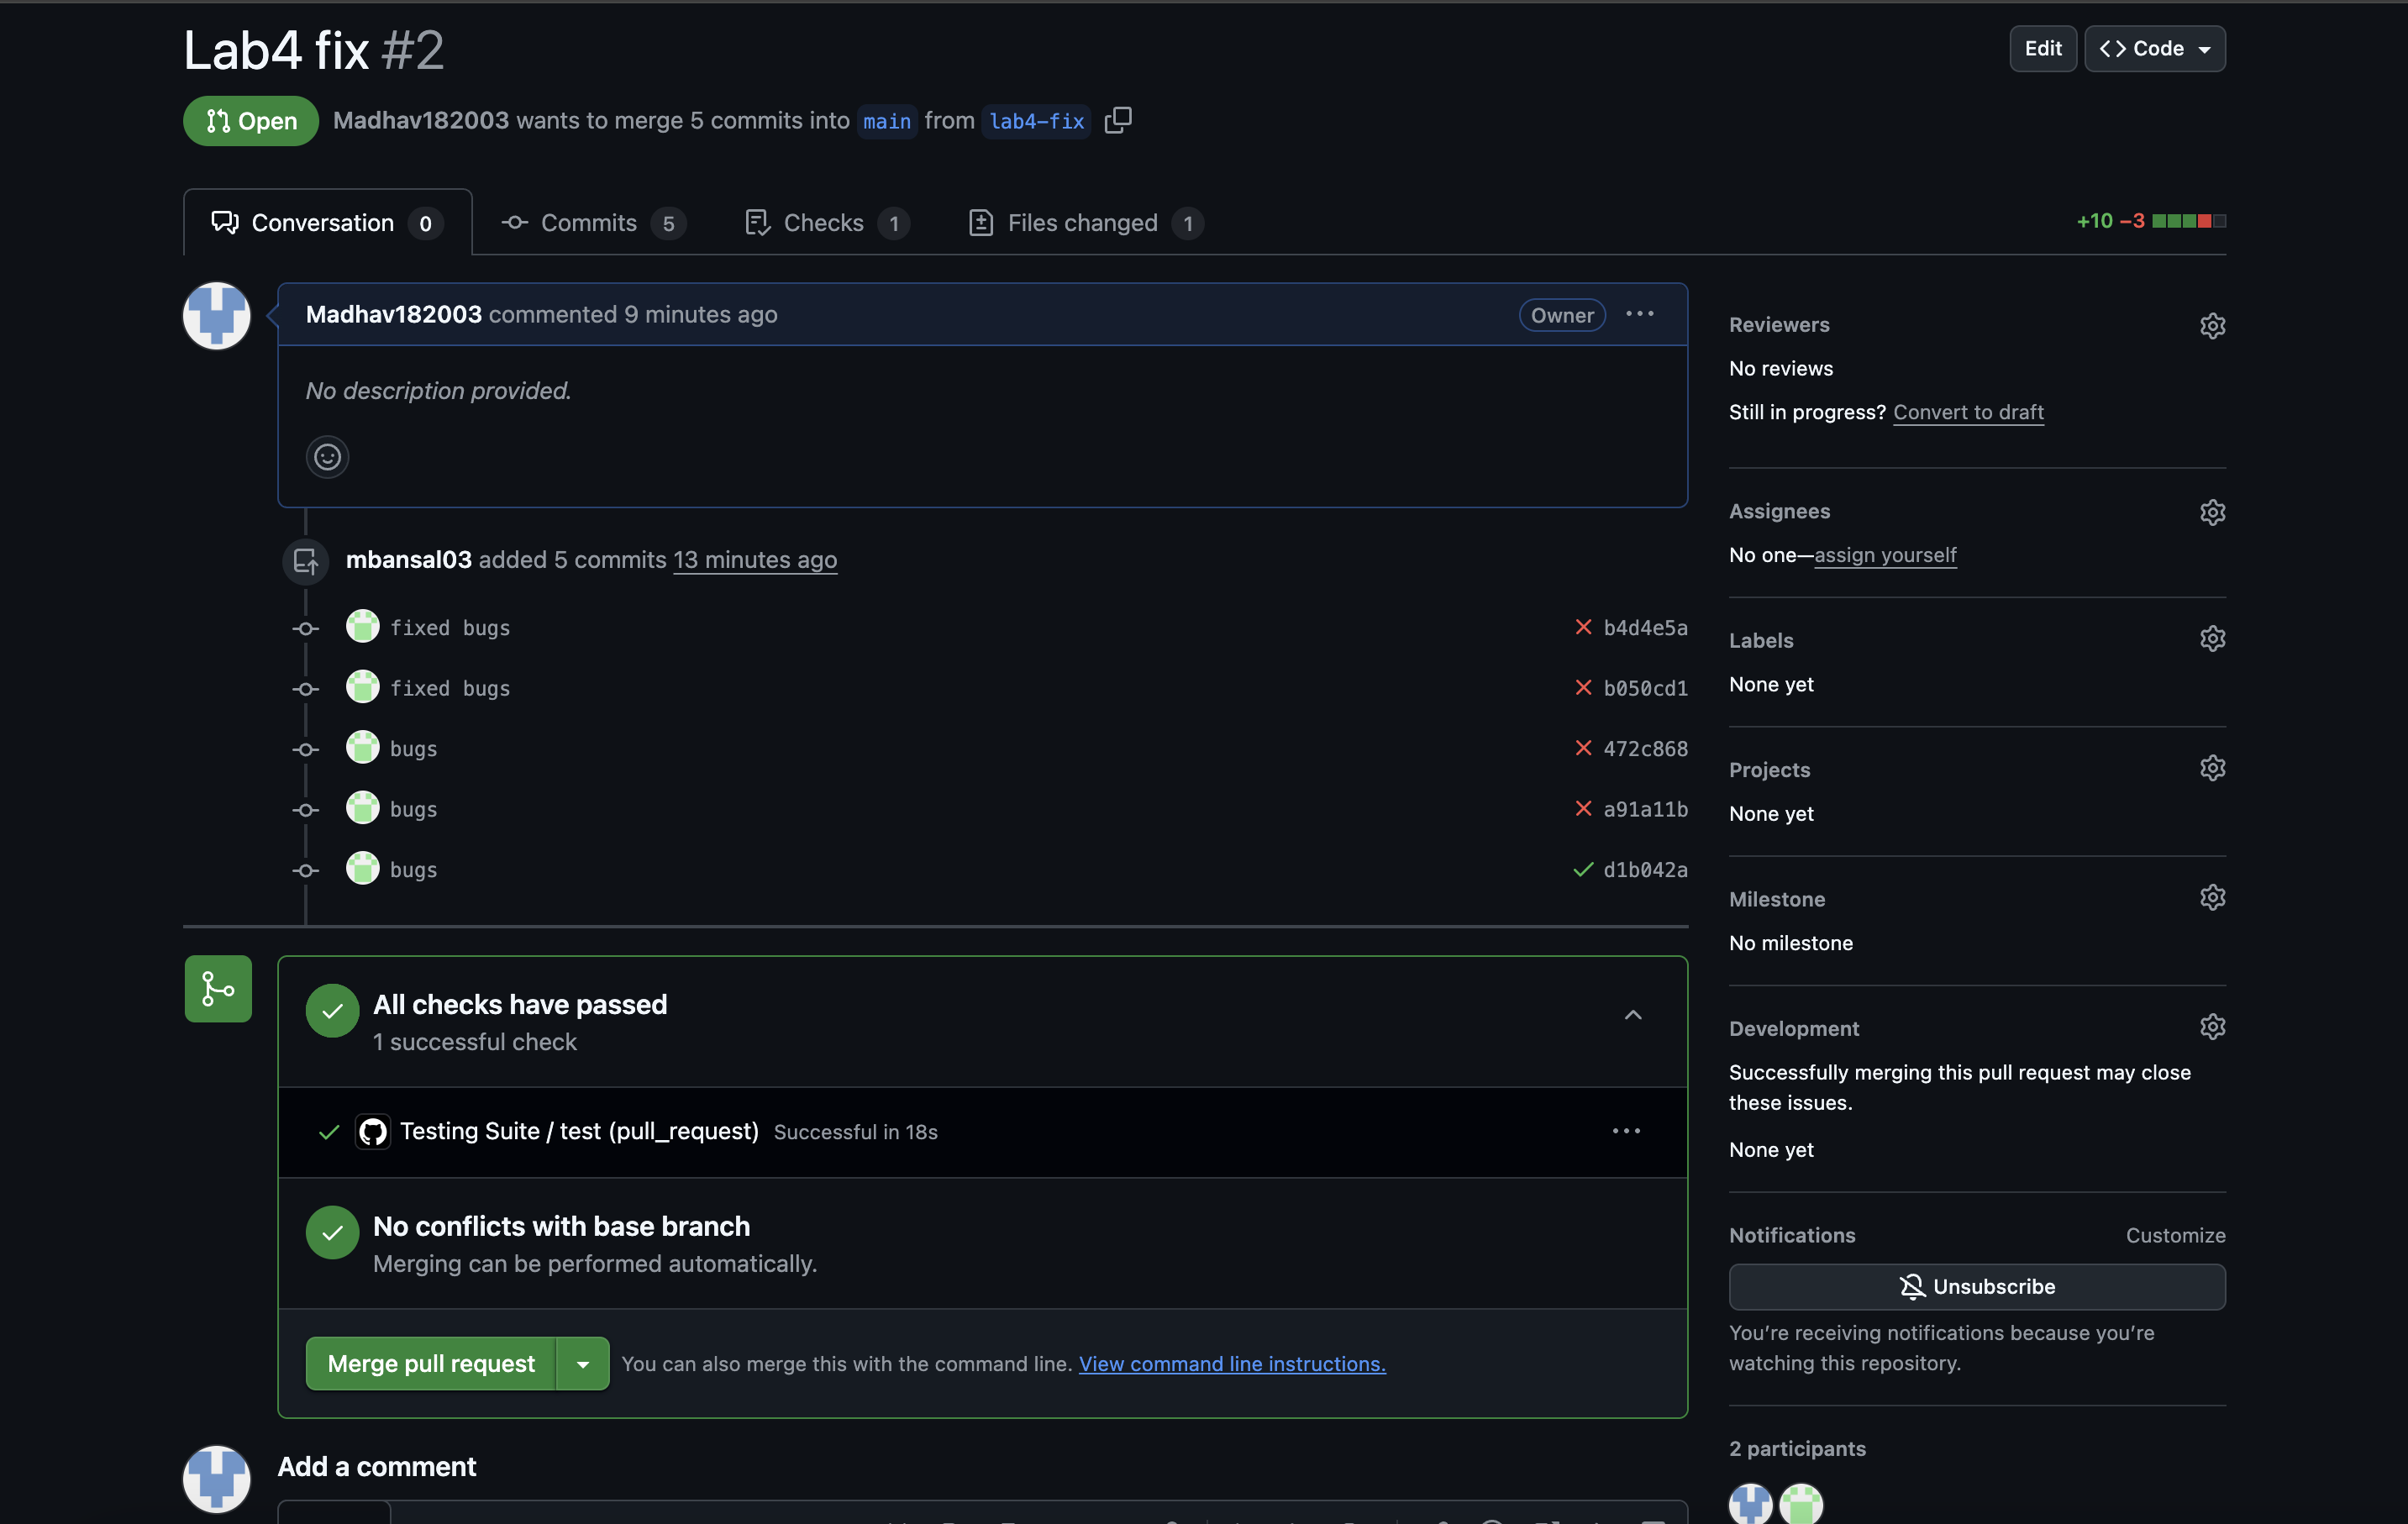 Lab4 fix #2
Edit
Code
Open
Madhav182003 wants to merge 5 commits into main from lab4-fix
Conversation 0
Commits 5
Checks 1
Files changed 1
+10 −3
Madhav182003 commented 9 minutes ago
Owner
No description provided.
mbansal03 added 5 commits 13 minutes ago
fixed bugs
b4d4e5a
fixed bugs
b050cd1
bugs
472c868
bugs
a91a11b
bugs
d1b042a
All checks have passed
1 successful check
Testing Suite / test (pull_request) Successful in 18s
No conflicts with base branch
Merging can be performed automatically.
Merge pull request
You can also merge this with the command line. View command line instructions.
Add a comment
Reviewers
No reviews
Still in progress? Convert to draft
Assignees
No one—assign yourself
Labels
None yet
Projects
None yet
Milestone
No milestone
Development
Successfully merging this pull request may close
these issues.
None yet
Notifications
Customize
Unsubscribe
You're receiving notifications because you're
watching this repository.
2 participants